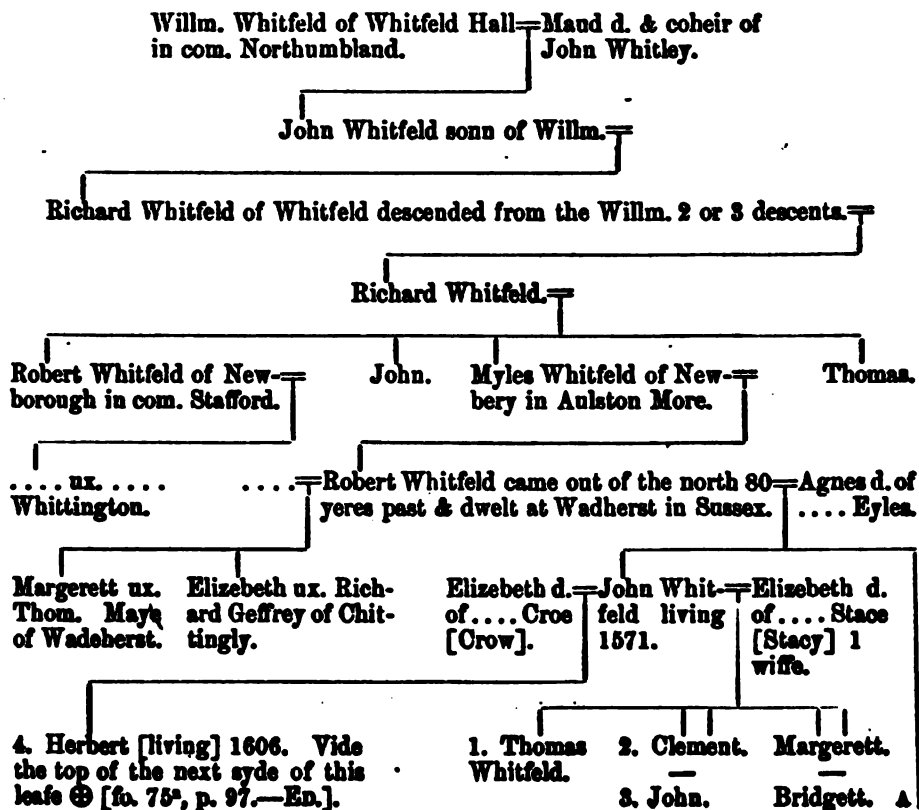 Willm. Whitfeld of Whitfeld Hall=Maud d. & coheir of
in com. Northumbland. John Whitley.
John Whitfeld sonn of Willm.=
Richard Whitfeld of Whitfeld descended from the Willm. 2 or 3 descents.=
Richard Whitfeld.=
Robert Whitfeld of New-=
borough in com. Stafford.
John.
Myles Whitfeld of New-=
bery in Aulston More.
Thomas.
. . . . ux. . . . .
Whittington.
. . . .=Robert Whitfeld came out of the north 80=Agnes d. of
yeres past & dwelt at Wadherst in Sussex. . . . . Eyles.
Margerett ux.
Thom. Maye
of Wadeherst.
Elizebeth ux. Rich-
ard Geffrey of Chit-
tingly.
Elizebeth d.=
of . . . . Croe
[Crow].
John Whit-=
feld living
1571.
Elizebeth d.
of . . . . Stace
[Stacy] 1
wiffe.
4. Herbert [living] 1606. Vide
the top of the next syde of this
leafe ⊕ [fo. 75ª, p. 97.—ED.].
1. Thomas
Whitfeld.
2. Clement.
—
3. John.
Margerett.
—
Bridgett.
A